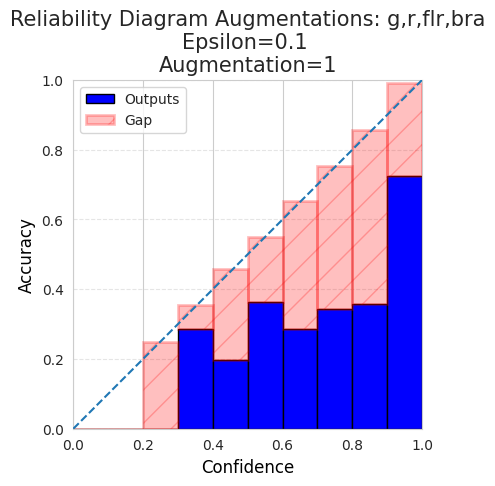 Reliability Diagram Augmentations: g,r,flr,bra
Epsilon=0.1
Augmentation=1
Outputs
Gap
Accuracy
1.0
0.8
0.6
0.4
0.2
0.0
0.0 0.2 0.4 0.6 0.8 1.0
Confidence